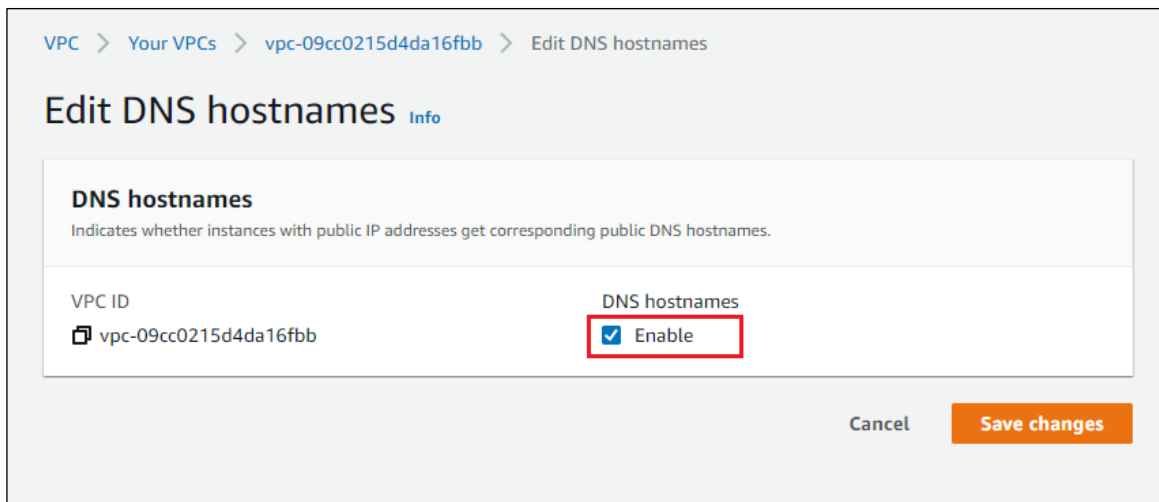 VPC > Your VPCs > vpc-09cc0215d4da16fbb > Edit DNS hostnames
Edit DNS hostnames Info
DNS hostnames
Indicates whether instances with public IP addresses get corresponding public DNS hostnames.
VPC ID DNS hostnames
vpc-09cc0215d4da16fbb Enable
Cancel Save changes